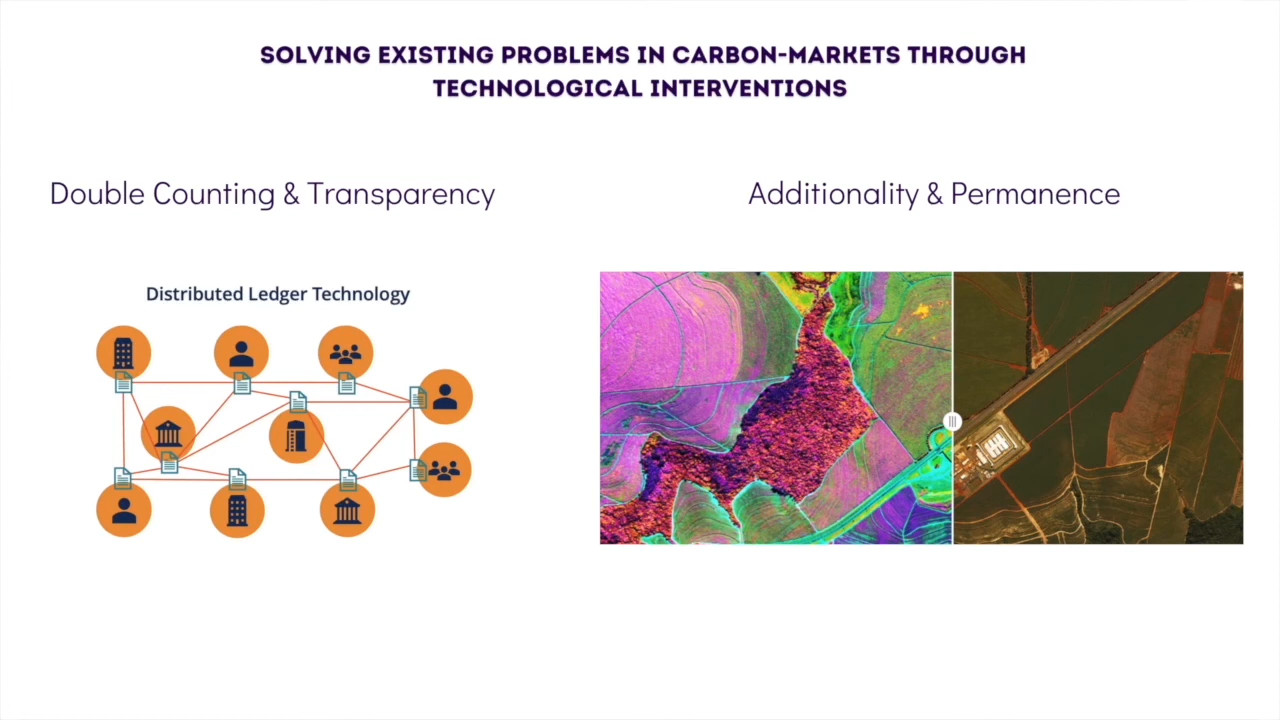 SOLVING EXISTING PROBLEMS IN CARBON-MARKETS THROUGH
TECHNOLOGICAL INTERVENTIONS
Double Counting & Transparency
Additionality & Permanence
Distributed Ledger Technology